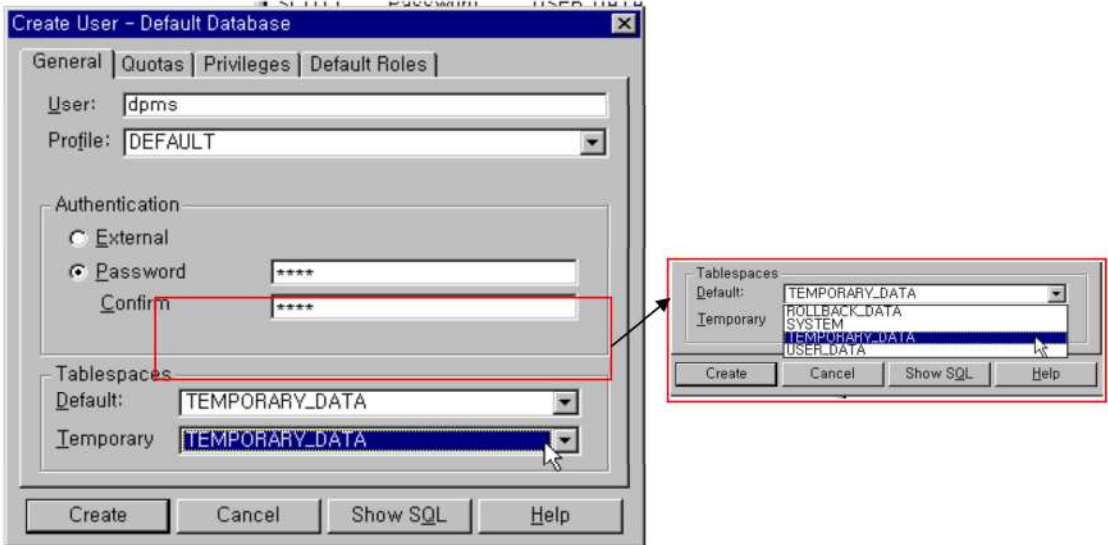 Password USER_DATA
Create User - Default Database
General Quotas Privileges Default Roles
User: dpms
Profile: DEFAULT
Authentication
External
Password ****
Confirm ****
Tablespaces
Default: TEMPORARY_DATA
Temporary TEMPORARY_DATA
Create Cancel Show SQL Help
Tablespaces
Default: TEMPORARY_DATA
ROLLBACK_DATA
Temporary SYSTEM
TEMPORARY_DATA
USER_DATA
Create Cancel Show SQL Help